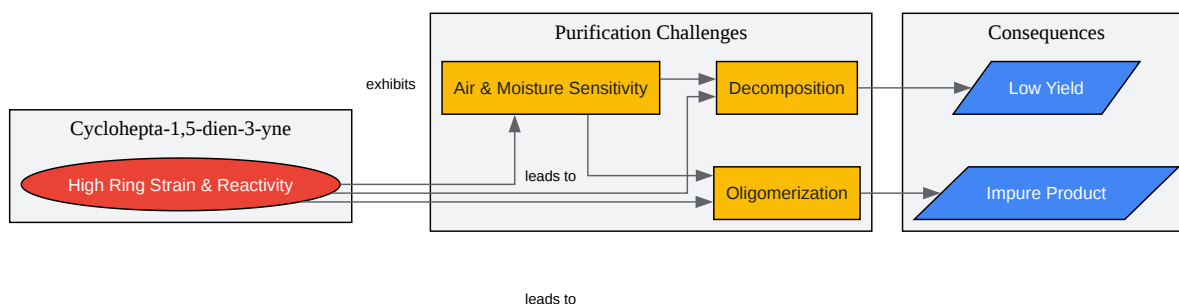 Cyclohepta-1,5-dien-3-yne
High Ring Strain & Reactivity
exhibits
leads to
leads to
Purification Challenges
Air & Moisture Sensitivity
Decomposition
Oligomerization
Consequences
Low Yield
Impure Product